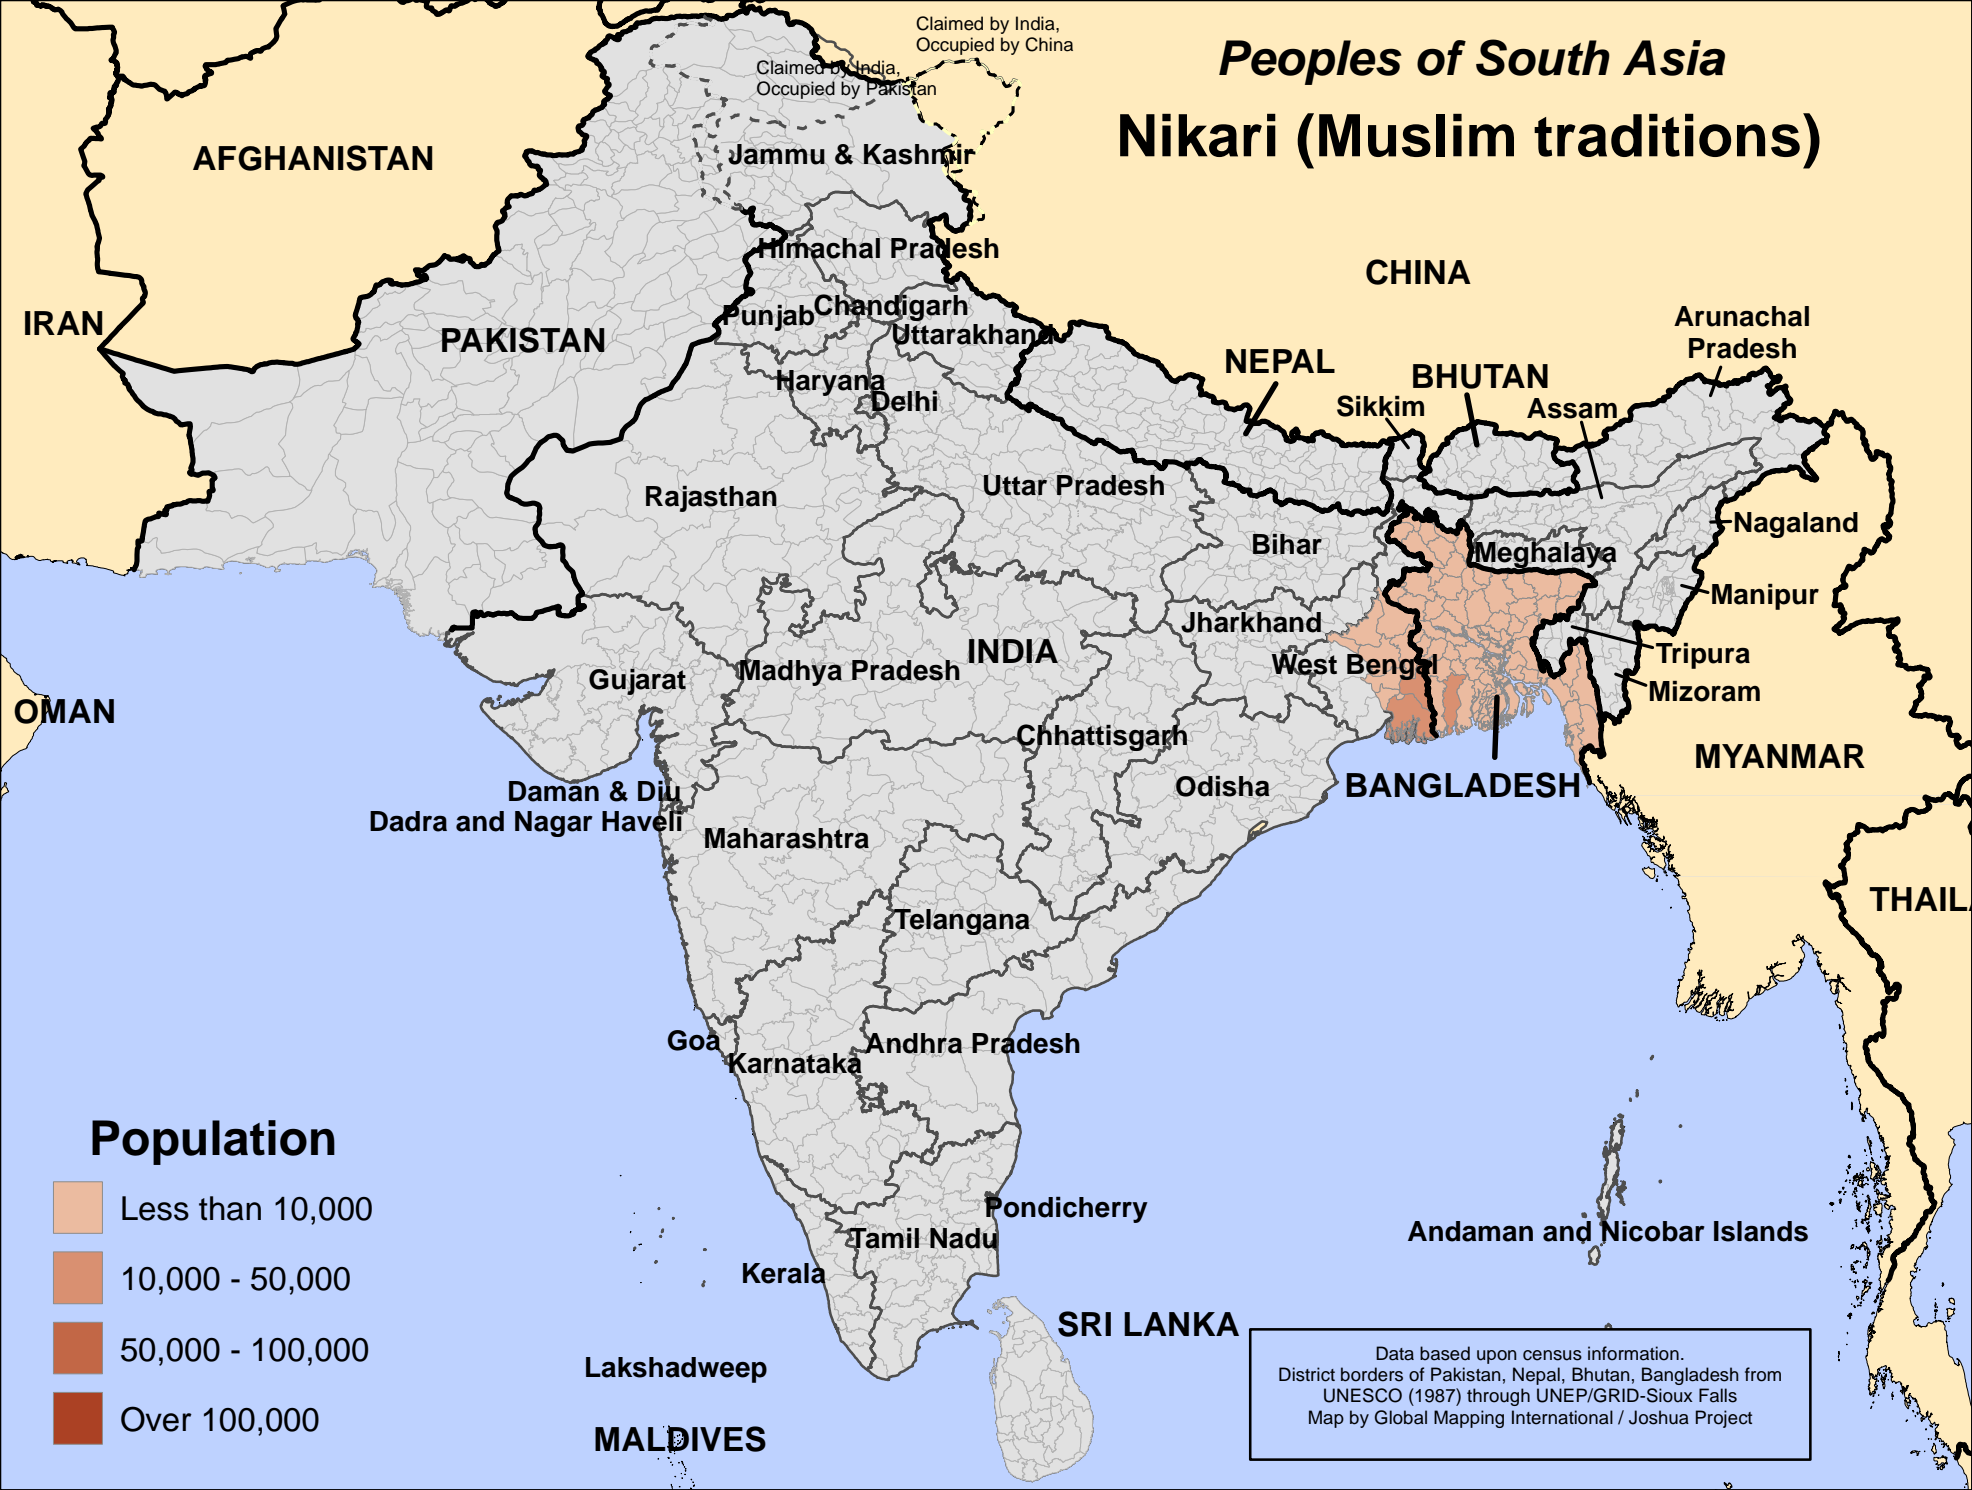 Peoples of South Asia
Nikari (Muslim traditions)
Claimed by India,
Occupied by China
Claimed by India,
Occupied by Pakistan
AFGHANISTAN
Jammu & Kashmir
Himachal Pradesh
CHINA
IRAN
PAKISTAN
Punjab
Chandigarh
Uttarakhand
Arunachal
Pradesh
NEPAL
BHUTAN
Haryana
Delhi
Sikkim
Assam
Rajasthan
Uttar Pradesh
Nagaland
Bihar
Meghalaya
Manipur
Jharkhand
INDIA
Tripura
West Bengal
Madhya Pradesh
Gujarat
Mizoram
OMAN
Chhattisgarh
MYANMAR
Odisha
BANGLADESH
Daman & Diu
Dadra and Nagar Haveli
Maharashtra
Telangana
THAIL
Goa
Andhra Pradesh
Karnataka
Pondicherry
Andaman and Nicobar Islands
Tamil Nadu
Kerala
SRI LANKA
Lakshadweep
MALDIVES
Population
Less than 10,000
10,000 - 50,000
50,000 - 100,000
Over 100,000
Data based upon census information.
District borders of Pakistan, Nepal, Bhutan, Bangladesh from
UNESCO (1987) through UNEP/GRID-Sioux Falls
Map by Global Mapping International / Joshua Project